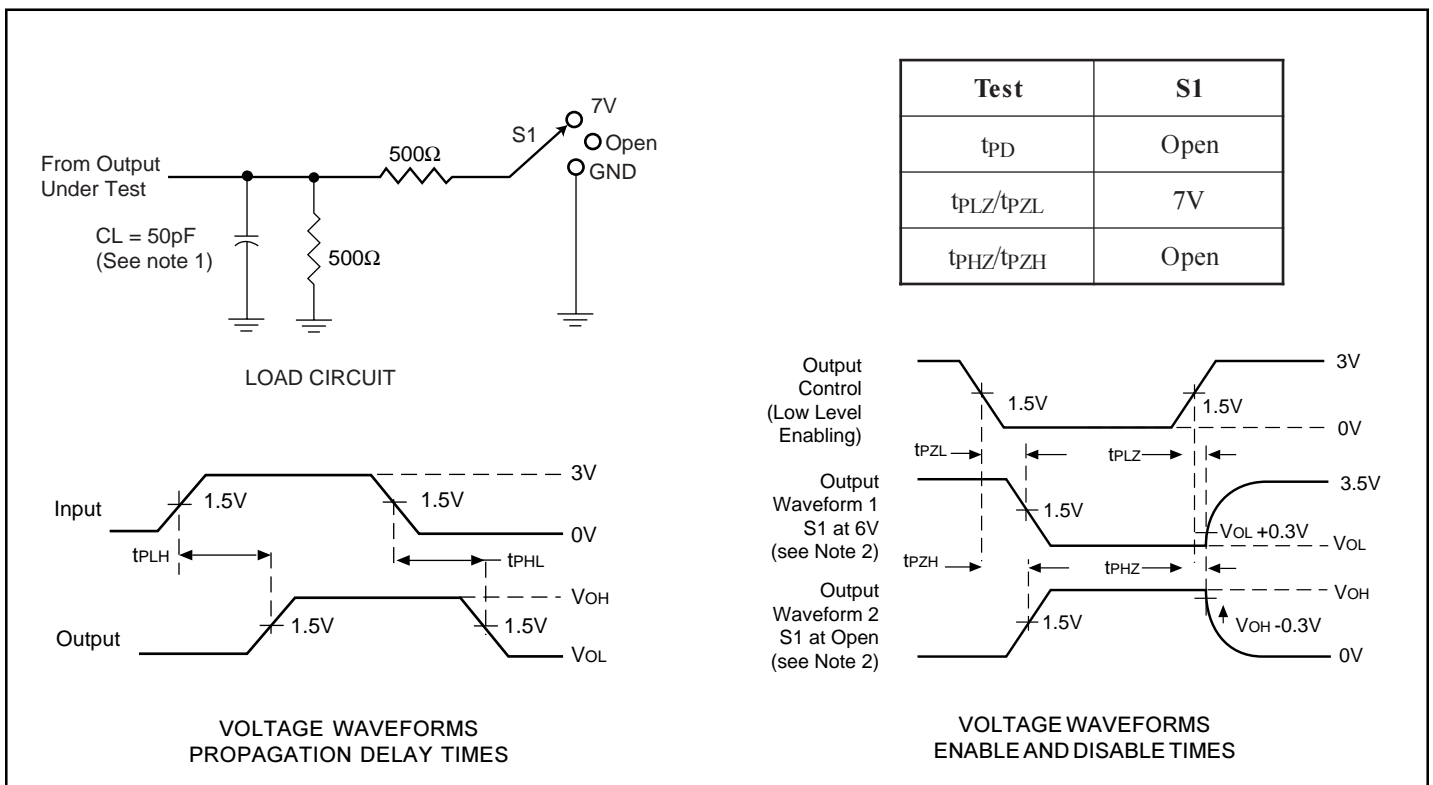 7V
S1
Open
GND
500Ω
From Output
Under Test
CL = 50pF
(See note 1)
500Ω
LOAD CIRCUIT
Test S1
tPD Open
tPLZ/tPZL 7V
tPHZ/tPZH Open
Input
1.5V
1.5V
3V
0V
tPLH
tPHL
Output
1.5V
1.5V
VOH
VOL
VOLTAGE WAVEFORMS
PROPAGATION DELAY TIMES
Output
Control
(Low Level
Enabling)
1.5V
1.5V
3V
0V
tPZL
tPLZ
Output
Waveform 1
S1 at 6V
(see Note 2)
1.5V
3.5V
VOL +0.3V
VOL
tPZH
tPHZ
Output
Waveform 2
S1 at Open
(see Note 2)
1.5V
VOH
VOH -0.3V
0V
VOLTAGE WAVEFORMS
ENABLE AND DISABLE TIMES